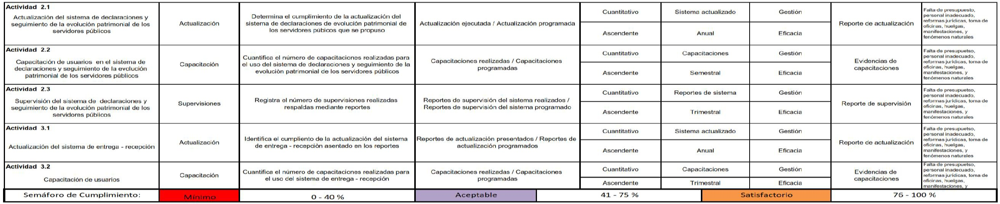 Actividad 2.1
Actualización del sistema de declaraciones y
seguimiento de la evolución patrimonial de los
servidores públicos
Actualización
Determina el cumplimiento de la actualización del
sistema de declaraciones de evolución patrimonial de
los servidores púbicos que se propuso
Actualización ejecutada / Actualización programada
Cuantitativo
Sistema actualizado
Gestión
Ascendente
Anual
Eficacia
Reporte de actualización
Falta de presupuesto,
personal inadecuado,
reformas jurídicas, toma de
oficinas, huelgas,
manifestaciones, y
fenómenos naturales
Actividad 2.2
Capacitación de usuarios en el sistema de
declaraciones y seguimiento de la evolución
patrimonial de los servidores públicos
Capacitación
Cuantifica el número de capacitaciones realizadas para
el uso del sistema de declaraciones y seguimiento de la
evoluciòn patrimonial de los servidores públicos
Capacitaciones realizadas / Capacitaciones
programadas
Cuantitativo
Capacitaciones
Gestión
Ascendente
Semestral
Eficacia
Evidencias de
capacitaciones
Falta de presupuetso,
personal inadecuado,
reformas jurídicas, toma de
oficinas, huelgas,
manifestaciones, y
fenómenos naturales
Actividad 2.3
Supervisión del sistema de declaraciones y
seguimiento de la evolución patrimonial de los
servidores públicos
Supervisiones
Registra el número de supervisiones realizadas
respaldas mediante reportes
Reportes de supervisión del sistema realizados /
Reportes de supervisión del sistema programado
Cuantitativo
Reportes de sistema
Gestión
Ascendente
Trimestral
Eficacia
Reporte de supervisión
Falta de presupuetso,
personal inadecuado,
reformas jurídicas, toma de
oficinas, huelgas,
manifestaciones, y
fenómenos naturales
Actividad 3.1
Actualización del sistema de entrega - recepción
Actualización
Identifica el cumpliento de la actualización del sistema
de entrega - recepciòn asentado en los reportes
Reportes de actualización presentados / Reportes de
actualización programados
Cuantitativo
Sistema actualizado
Gestión
Ascendente
Anual
Eficacia
Reporte de actualización
Falta de presupuetso,
personal inadecuado,
reformas jurídicas, toma de
oficinas, huelgas,
manifestaciones, y
fenómenos naturales
Actividad 3.2
Capacitación de usuarios
Capacitación
Cuantifica el número de capacitaciones realizadas para
el uso del sistema de entrega - recepción
Capacitaciones realizadas / Capacitaciones
programadas
Cuantitativo
Capacitaciones
Gestión
Ascendente
Trimestral
Eficacia
Evidencias de
capacitaciones
Falta de presupuetso,
personal inadecuado,
reformas jurídicas, toma de
oficinas, huelgas,
manifestaciones, y
Semáforo de Cumplimiento:
Mínimo
0 - 40 %
Aceptable
41 - 75 %
Satisfactorio
76 - 100 %